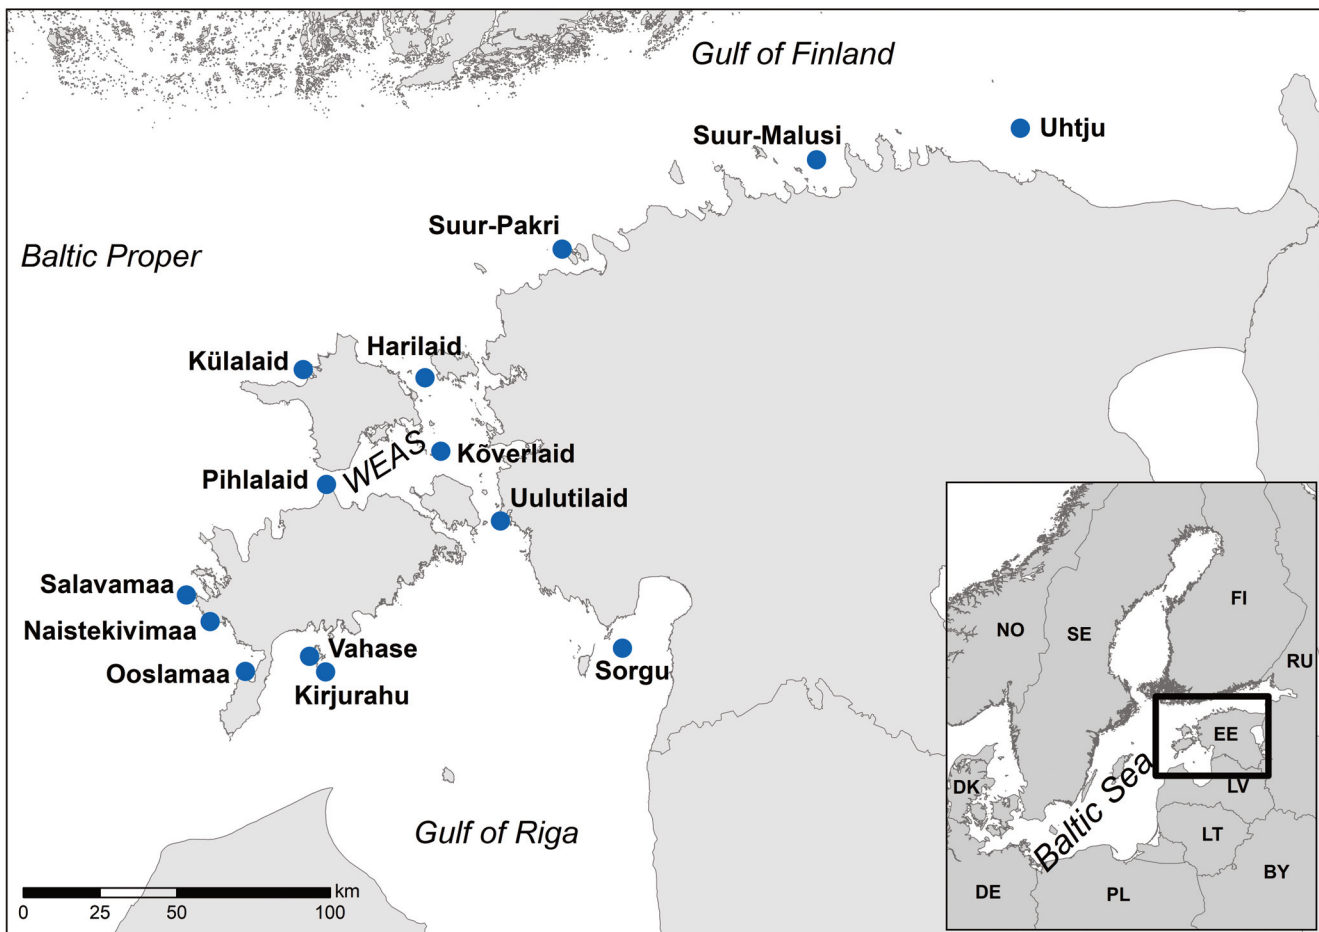 Gulf of Finland
Uhtju
Suur-Malusi
Suur-Pakri
Baltic Proper
Harilaid
Külalaid
WEAS
Kõverlaid
Pihlalaid
Uulutilaid
Salavamaa
Naistekivimaa
Vahase
Ooslamaa
Kirjurahu
Sorgu
Gulf of Riga
km
0 25 50 100
FI
NO
SE
RU
EE
Baltic Sea
DK
LV
LT
BY
DE
PL